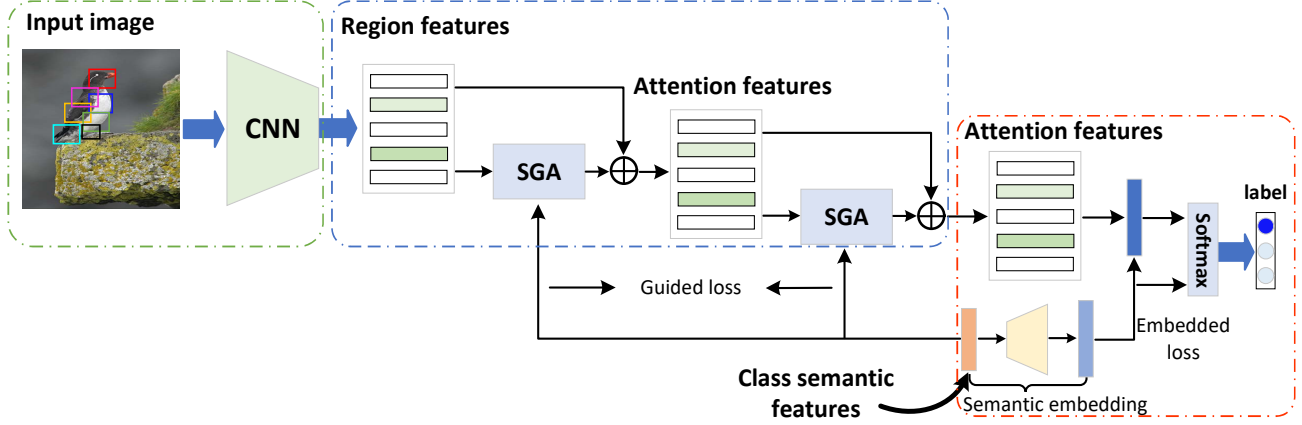 Input image
CNN
Region features
SGA
Attention features
SGA
Attention features
label
Softmax
Guided loss
Embedded
loss
Class semantic
features
Semantic embedding